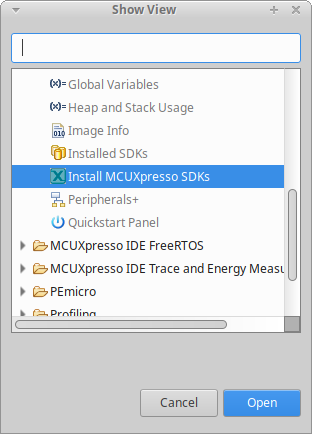 Show View
(x)= Global Variables
(x)= Heap and Stack Usage
010 Image Info
Installed SDKs
X Install MCUXpresso SDKs
Peripherals+
Quickstart Panel
MCUXpresso IDE FreeRTOS
MCUXpresso IDE Trace and Energy Measu
PEmicro
Profiling
Cancel Open